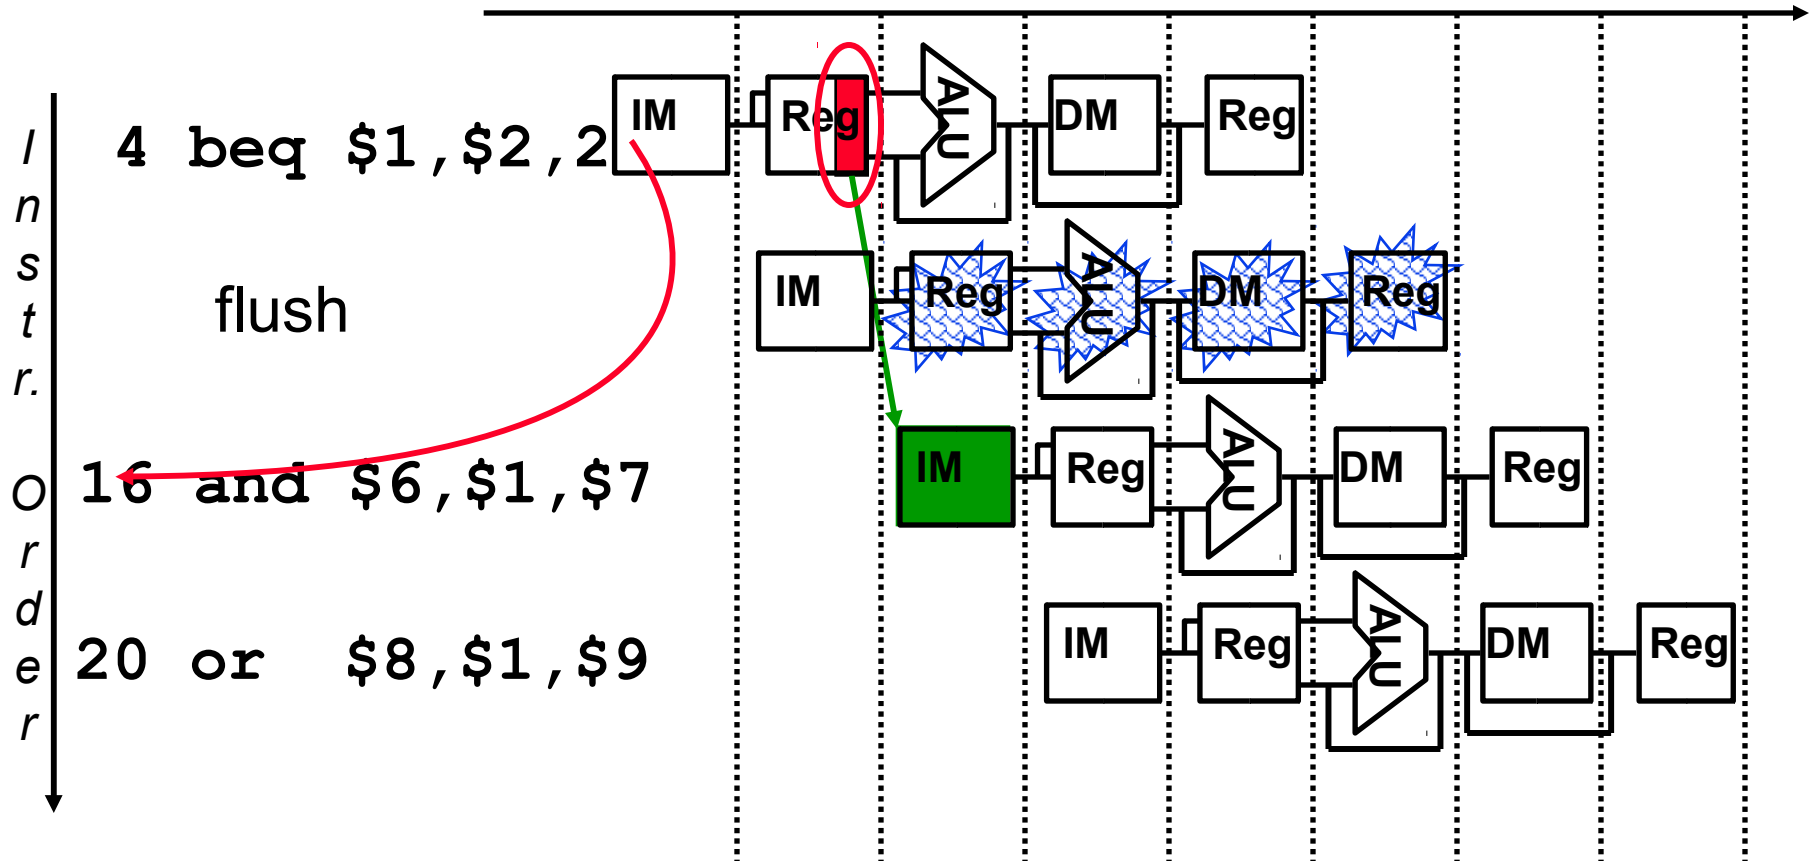 Instr. Order
4 beq $1,$2,2 IM Reg ALU DM Reg
flush IM Reg ALU DM Reg
16 and $6,$1,$7 IM Reg ALU DM Reg
20 or $8,$1,$9 IM Reg ALU DM Reg